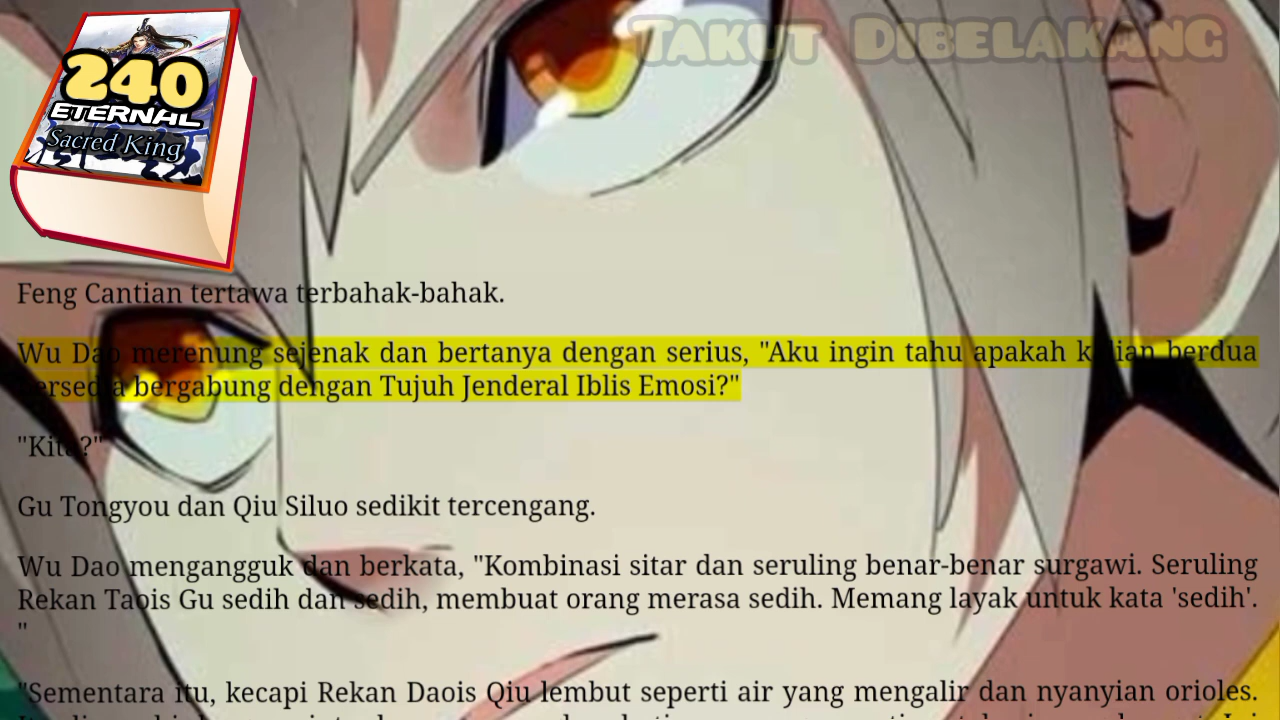 TAKUT DIBELAKANG
240
ETERNAL
Sacred King
Feng Cantian tertawa terbahak-bahak.
Wu Dao merenung sejenak dan bertanya dengan serius, "Aku ingin tahu apakah kalian berdua
bersedia bergabung dengan Tujuh Jenderal Iblis Emosi?"
"Kita?"
Gu Tongyou dan Qiu Siluo sedikit tercengang.
Wu Dao mengangguk dan berkata, "Kombinasi sitar dan seruling benar-benar surgawi. Seruling
Rekan Taois Gu sedih dan sedih, membuat orang merasa sedih. Memang layak untuk kata 'sedih'.
"
"Sementara itu, kecapi Rekan Daois Qiu lembut seperti air yang mengalir dan nyanyian orioles.